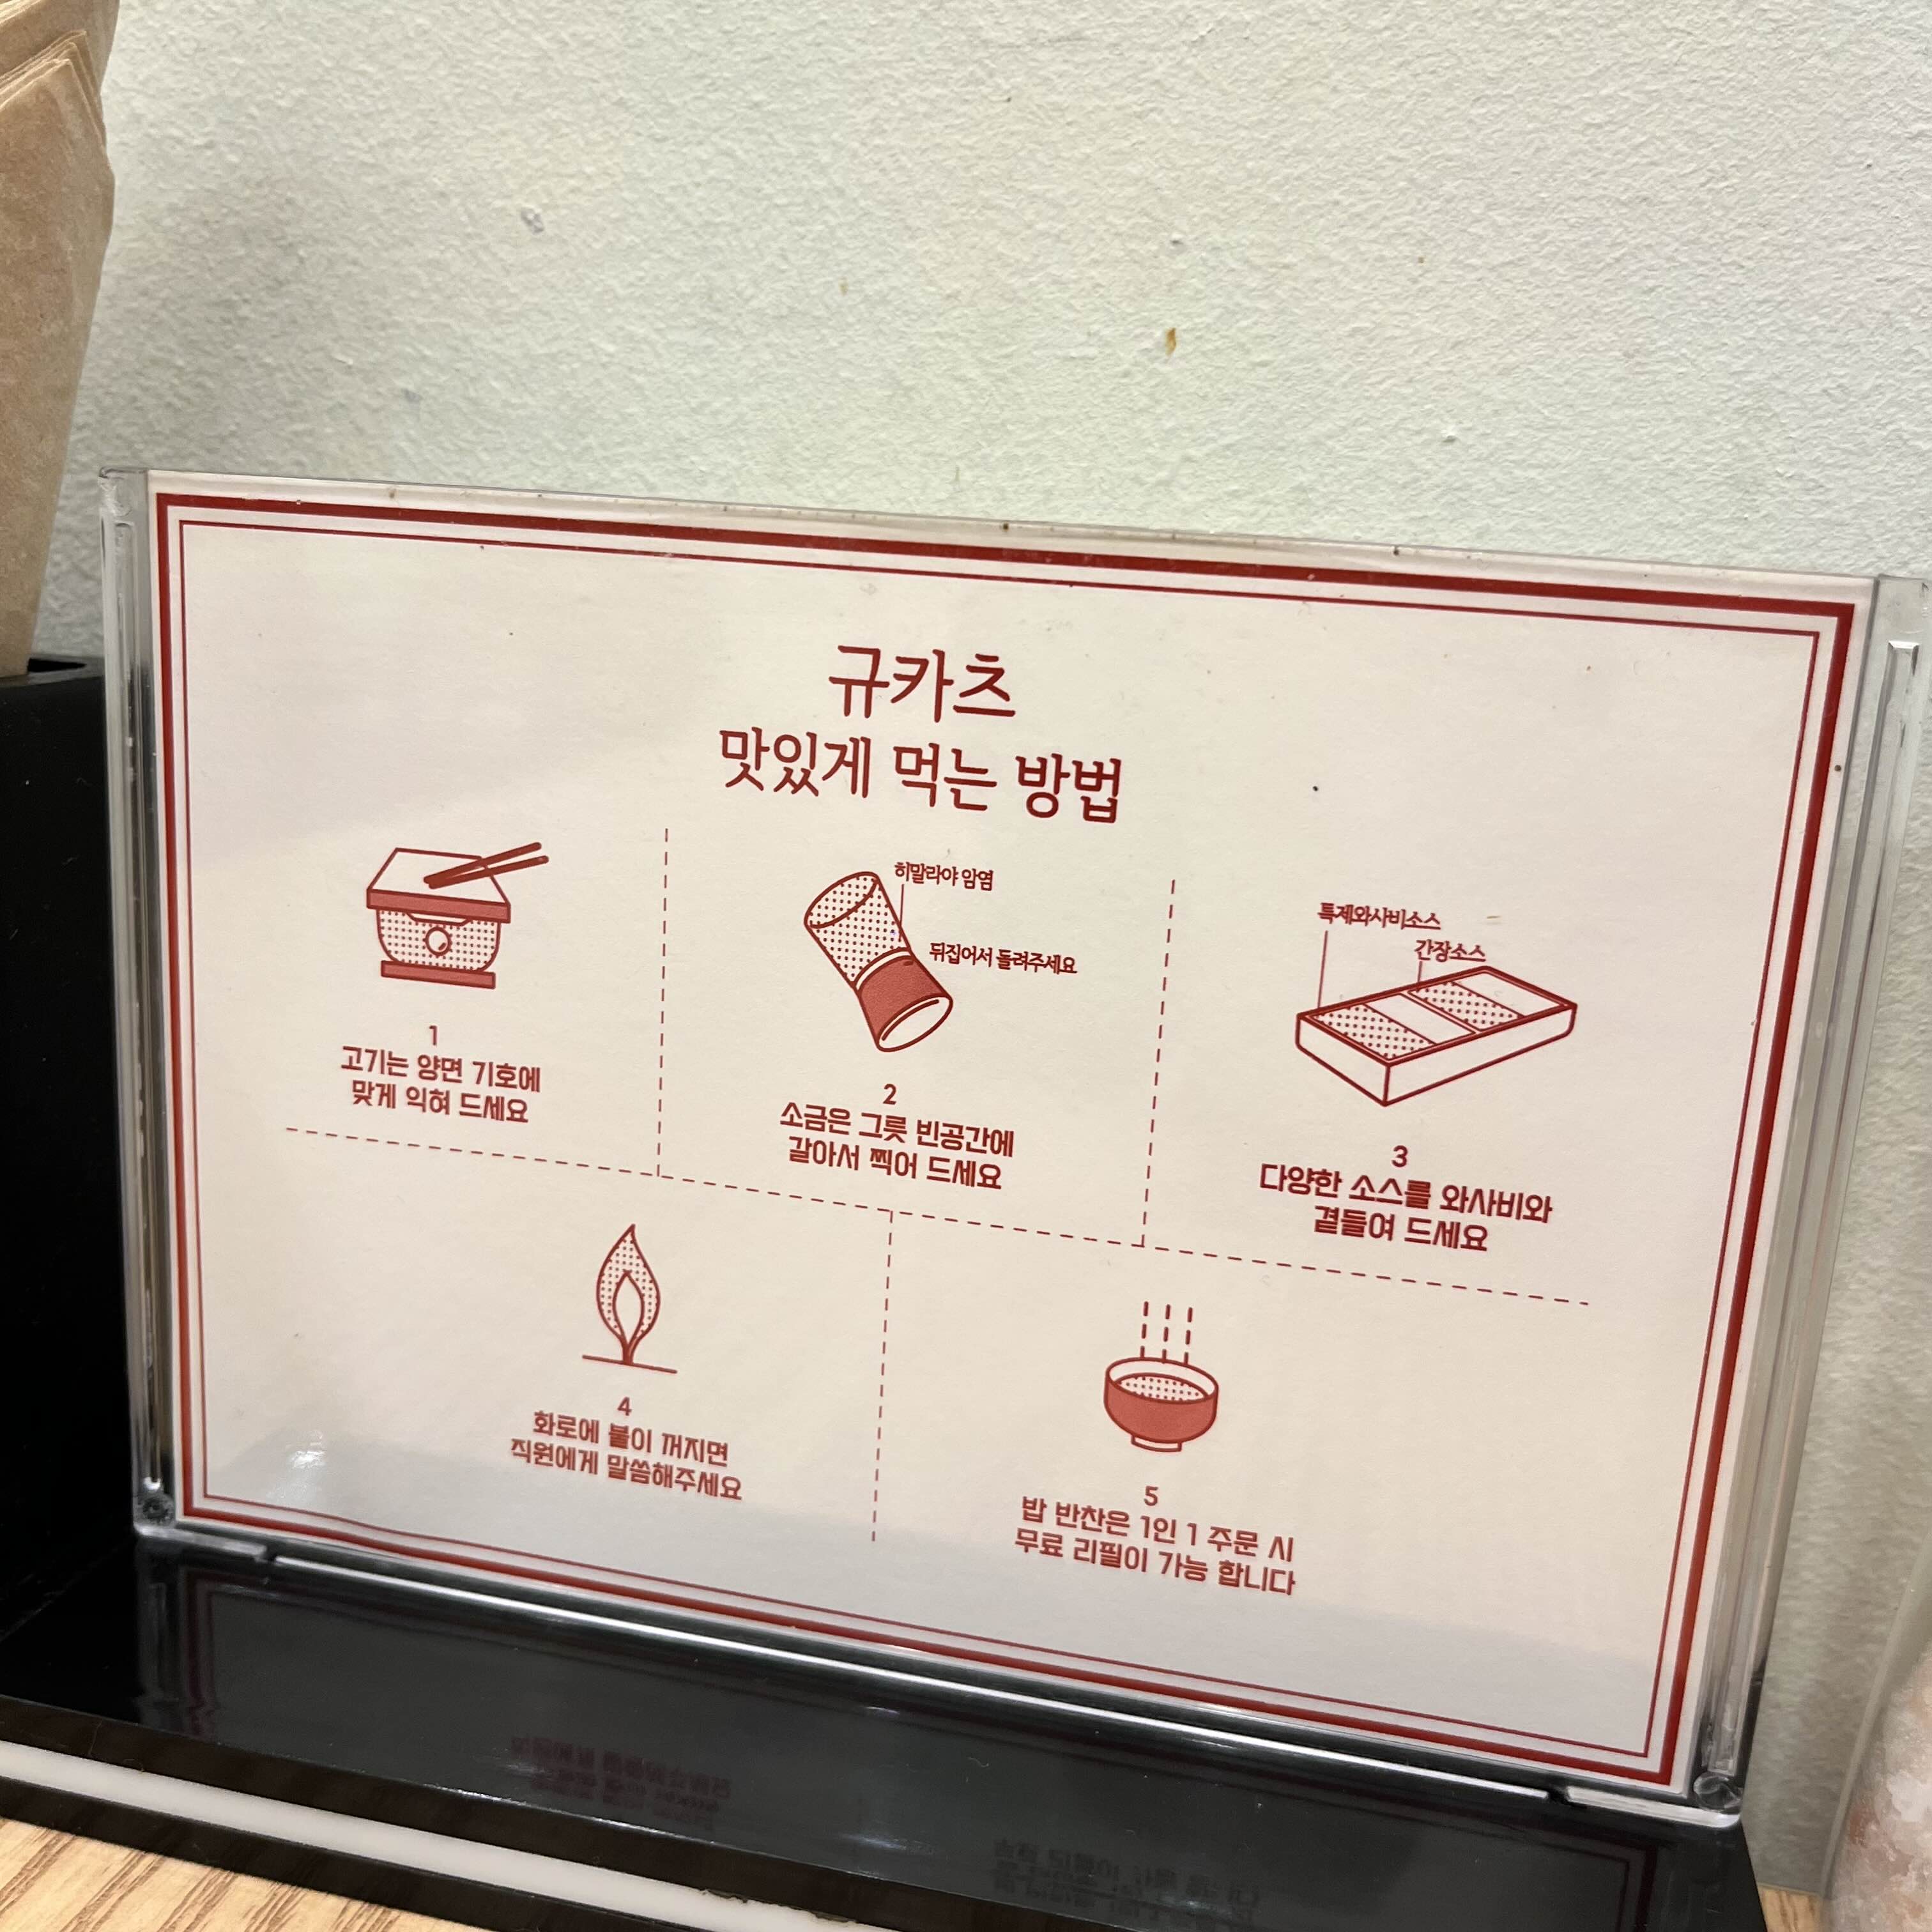 규카츠
맛있게 먹는 방법
1
고기는 양면 기호에
맞게 익혀 드세요
히말라야 암염
뒤집어서 돌려주세요
2
소금은 그릇 빈공간에
갈아서 찍어 드세요
특제와사비소스
간장소스
3
다양한 소스를 와사비와
곁들여 드세요
4
화로에 불이 꺼지면
직원에게 말씀해주세요
5
밥 반찬은 1인 1 주문 시
무료 리필이 가능 합니다